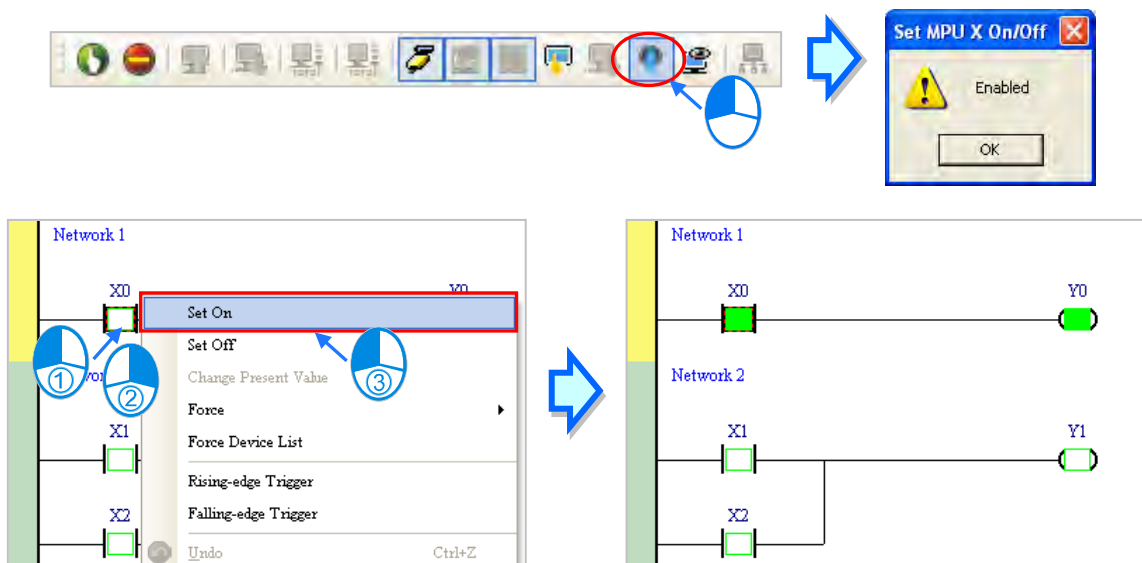 Total
Total
Set MPU X On/Off
Enabled
OK
Network 1
X0
Y0
Set On
Set Off
Change Present Value
Force
Force Device List
Rising-edge Trigger
Falling-edge Trigger
Undo Ctrl+Z
X1
X2
1
2
3
Network 1
X0
Y0
Network 2
X1
Y1
X2